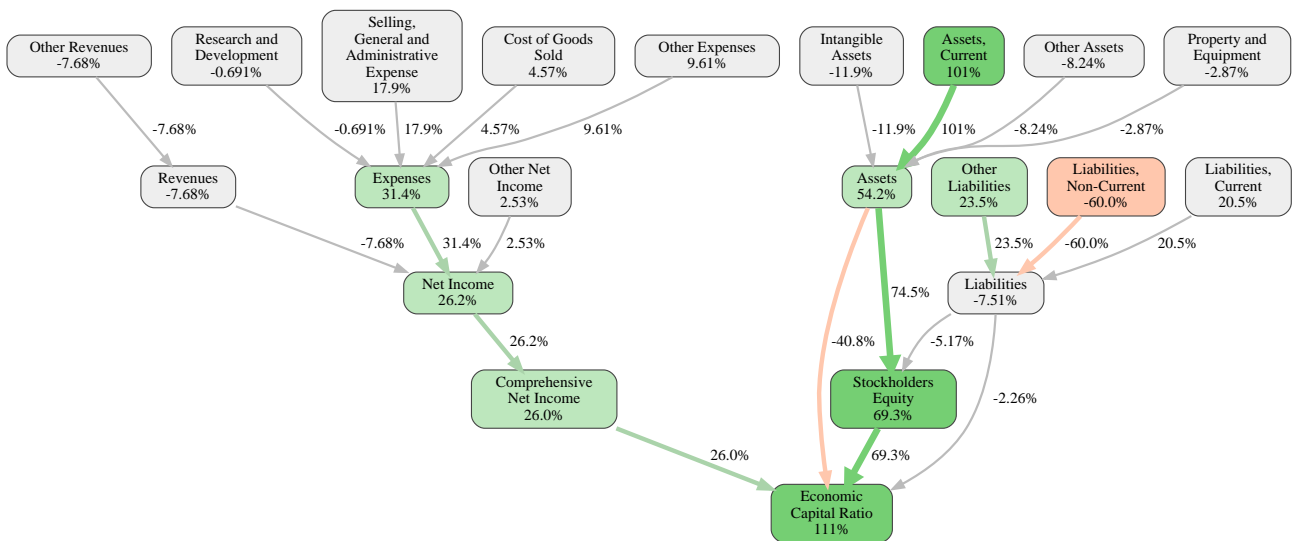 Other Revenues
-7.68%
Research and
Development
-0.691%
Selling,
General and
Administrative
Expense
17.9%
Cost of Goods
Sold
4.57%
Other Expenses
9.61%
Intangible
Assets
-11.9%
Assets,
Current
101%
Other Assets
-8.24%
Property and
Equipment
-2.87%
-7.68%
-0.691%
17.9%
4.57%
9.61%
-11.9%
101%
-8.24%
-2.87%
Revenues
-7.68%
Expenses
31.4%
Other Net
Income
2.53%
Assets
54.2%
Other
Liabilities
23.5%
Liabilities,
Non-Current
-60.0%
Liabilities,
Current
20.5%
-7.68%
31.4%
2.53%
23.5%
-60.0%
20.5%
Net Income
26.2%
Liabilities
-7.51%
74.5%
26.2%
-40.8%
-5.17%
Comprehensive
Net Income
26.0%
Stockholders
Equity
69.3%
-2.26%
26.0%
69.3%
Economic
Capital Ratio
111%